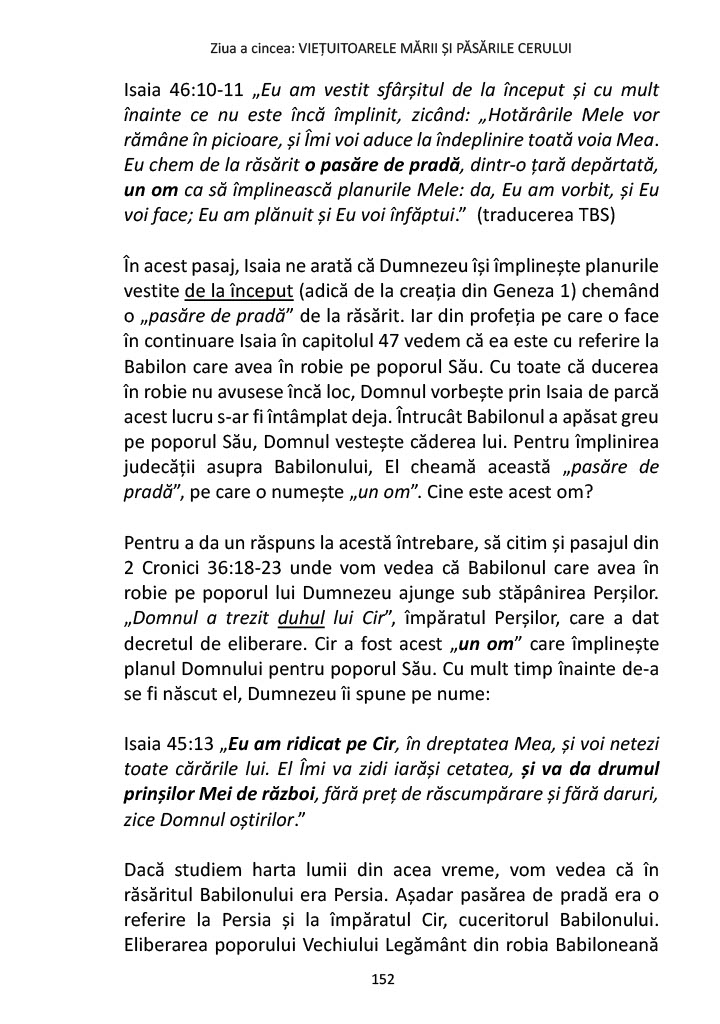 Ziua a cincea: VIEȚUITOARELE MĂRII ȘI PĂSĂRILE CERULUI
Isaia 46:10-11 „Eu am vestit sfârșitul de la început și cu mult
înainte ce nu este încă împlinit, zicând: „Hotărârile Mele vor
rămâne în picioare, și Îmi voi aduce la îndeplinire toată voia Mea.
Eu chem de la răsărit o pasăre de pradă, dintr-o țară depărtată,
un om ca să împlinească planurile Mele: da, Eu am vorbit, și Eu
voi face; Eu am plănuit și Eu voi înfăptui.” (traducerea TBS)
În acest pasaj, Isaia ne arată că Dumnezeu își împlinește planurile
vestite de la început (adică de la creația din Geneza 1) chemând
o „pasăre de pradă” de la răsărit. Iar din profeția pe care o face
în continuare Isaia în capitolul 47 vedem că ea este cu referire la
Babilon care avea în robie pe poporul Său. Cu toate că ducerea
în robie nu avusese încă loc, Domnul vorbește prin Isaia de parcă
acest lucru s-ar fi întâmplat deja. Întrucât Babilonul a apăsat greu
pe poporul Său, Domnul vestește căderea lui. Pentru împlinirea
judecății asupra Babilonului, El cheamă această „pasăre de
pradă”, pe care o numește „un om”. Cine este acest om?
Pentru a da un răspuns la acestă întrebare, să citim și pasajul din
2 Cronici 36:18-23 unde vom vedea că Babilonul care avea în
robie pe poporul lui Dumnezeu ajunge sub stăpânirea Perșilor.
„Domnul a trezit duhul lui Cir”, împăratul Perșilor, care a dat
decretul de eliberare. Cir a fost acest „un om” care împlinește
planul Domnului pentru poporul Său. Cu mult timp înainte de-a
se fi născut el, Dumnezeu îi spune pe nume:
Isaia 45:13 „Eu am ridicat pe Cir, în dreptatea Mea, și voi netezi
toate cărările lui. El Îmi va zidi iarăși cetatea, și va da drumul
prinșilor Mei de război, fără preț de răscumpărare și fără daruri,
zice Domnul oștirilor.”
Dacă studiem harta lumii din acea vreme, vom vedea că în
răsăritul Babilonului era Persia. Așadar pasărea de pradă era o
referire la Persia și la împăratul Cir, cuceritorul Babilonului.
Eliberarea poporului Vechiului Legământ din robia Babiloneană
152